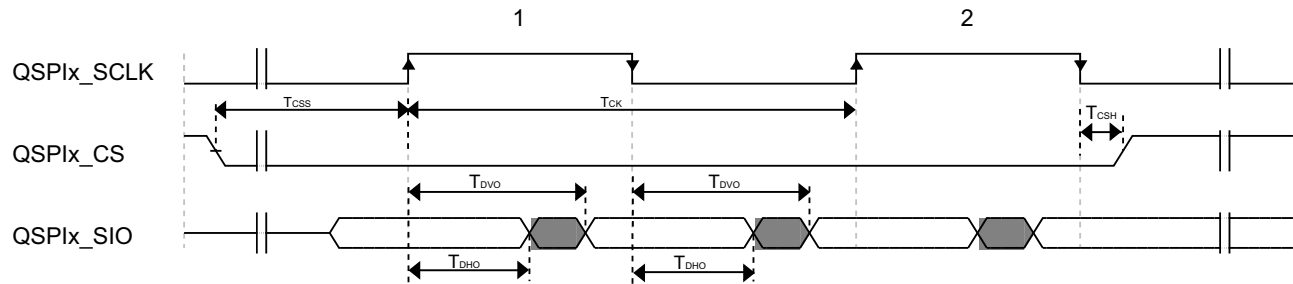 1 2
QSPIx_SCLK
TCSS TCK
TCSH
QSPIx_CS
TDVO TDVO
QSPIx_SIO
TDHO TDHO